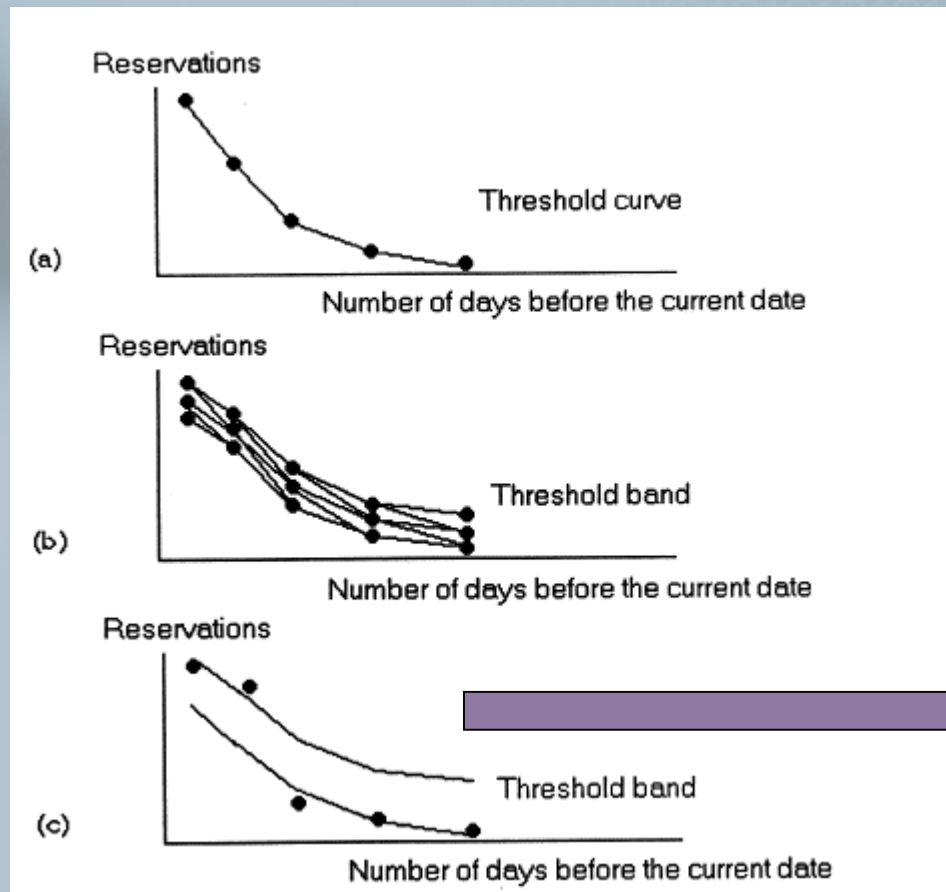 Reservations
Threshold curve
(a)
Number of days before the current date
Reservations
Threshold band
(b)
Number of days before the current date
Reservations
Threshold band
(c)
Number of days before the current date